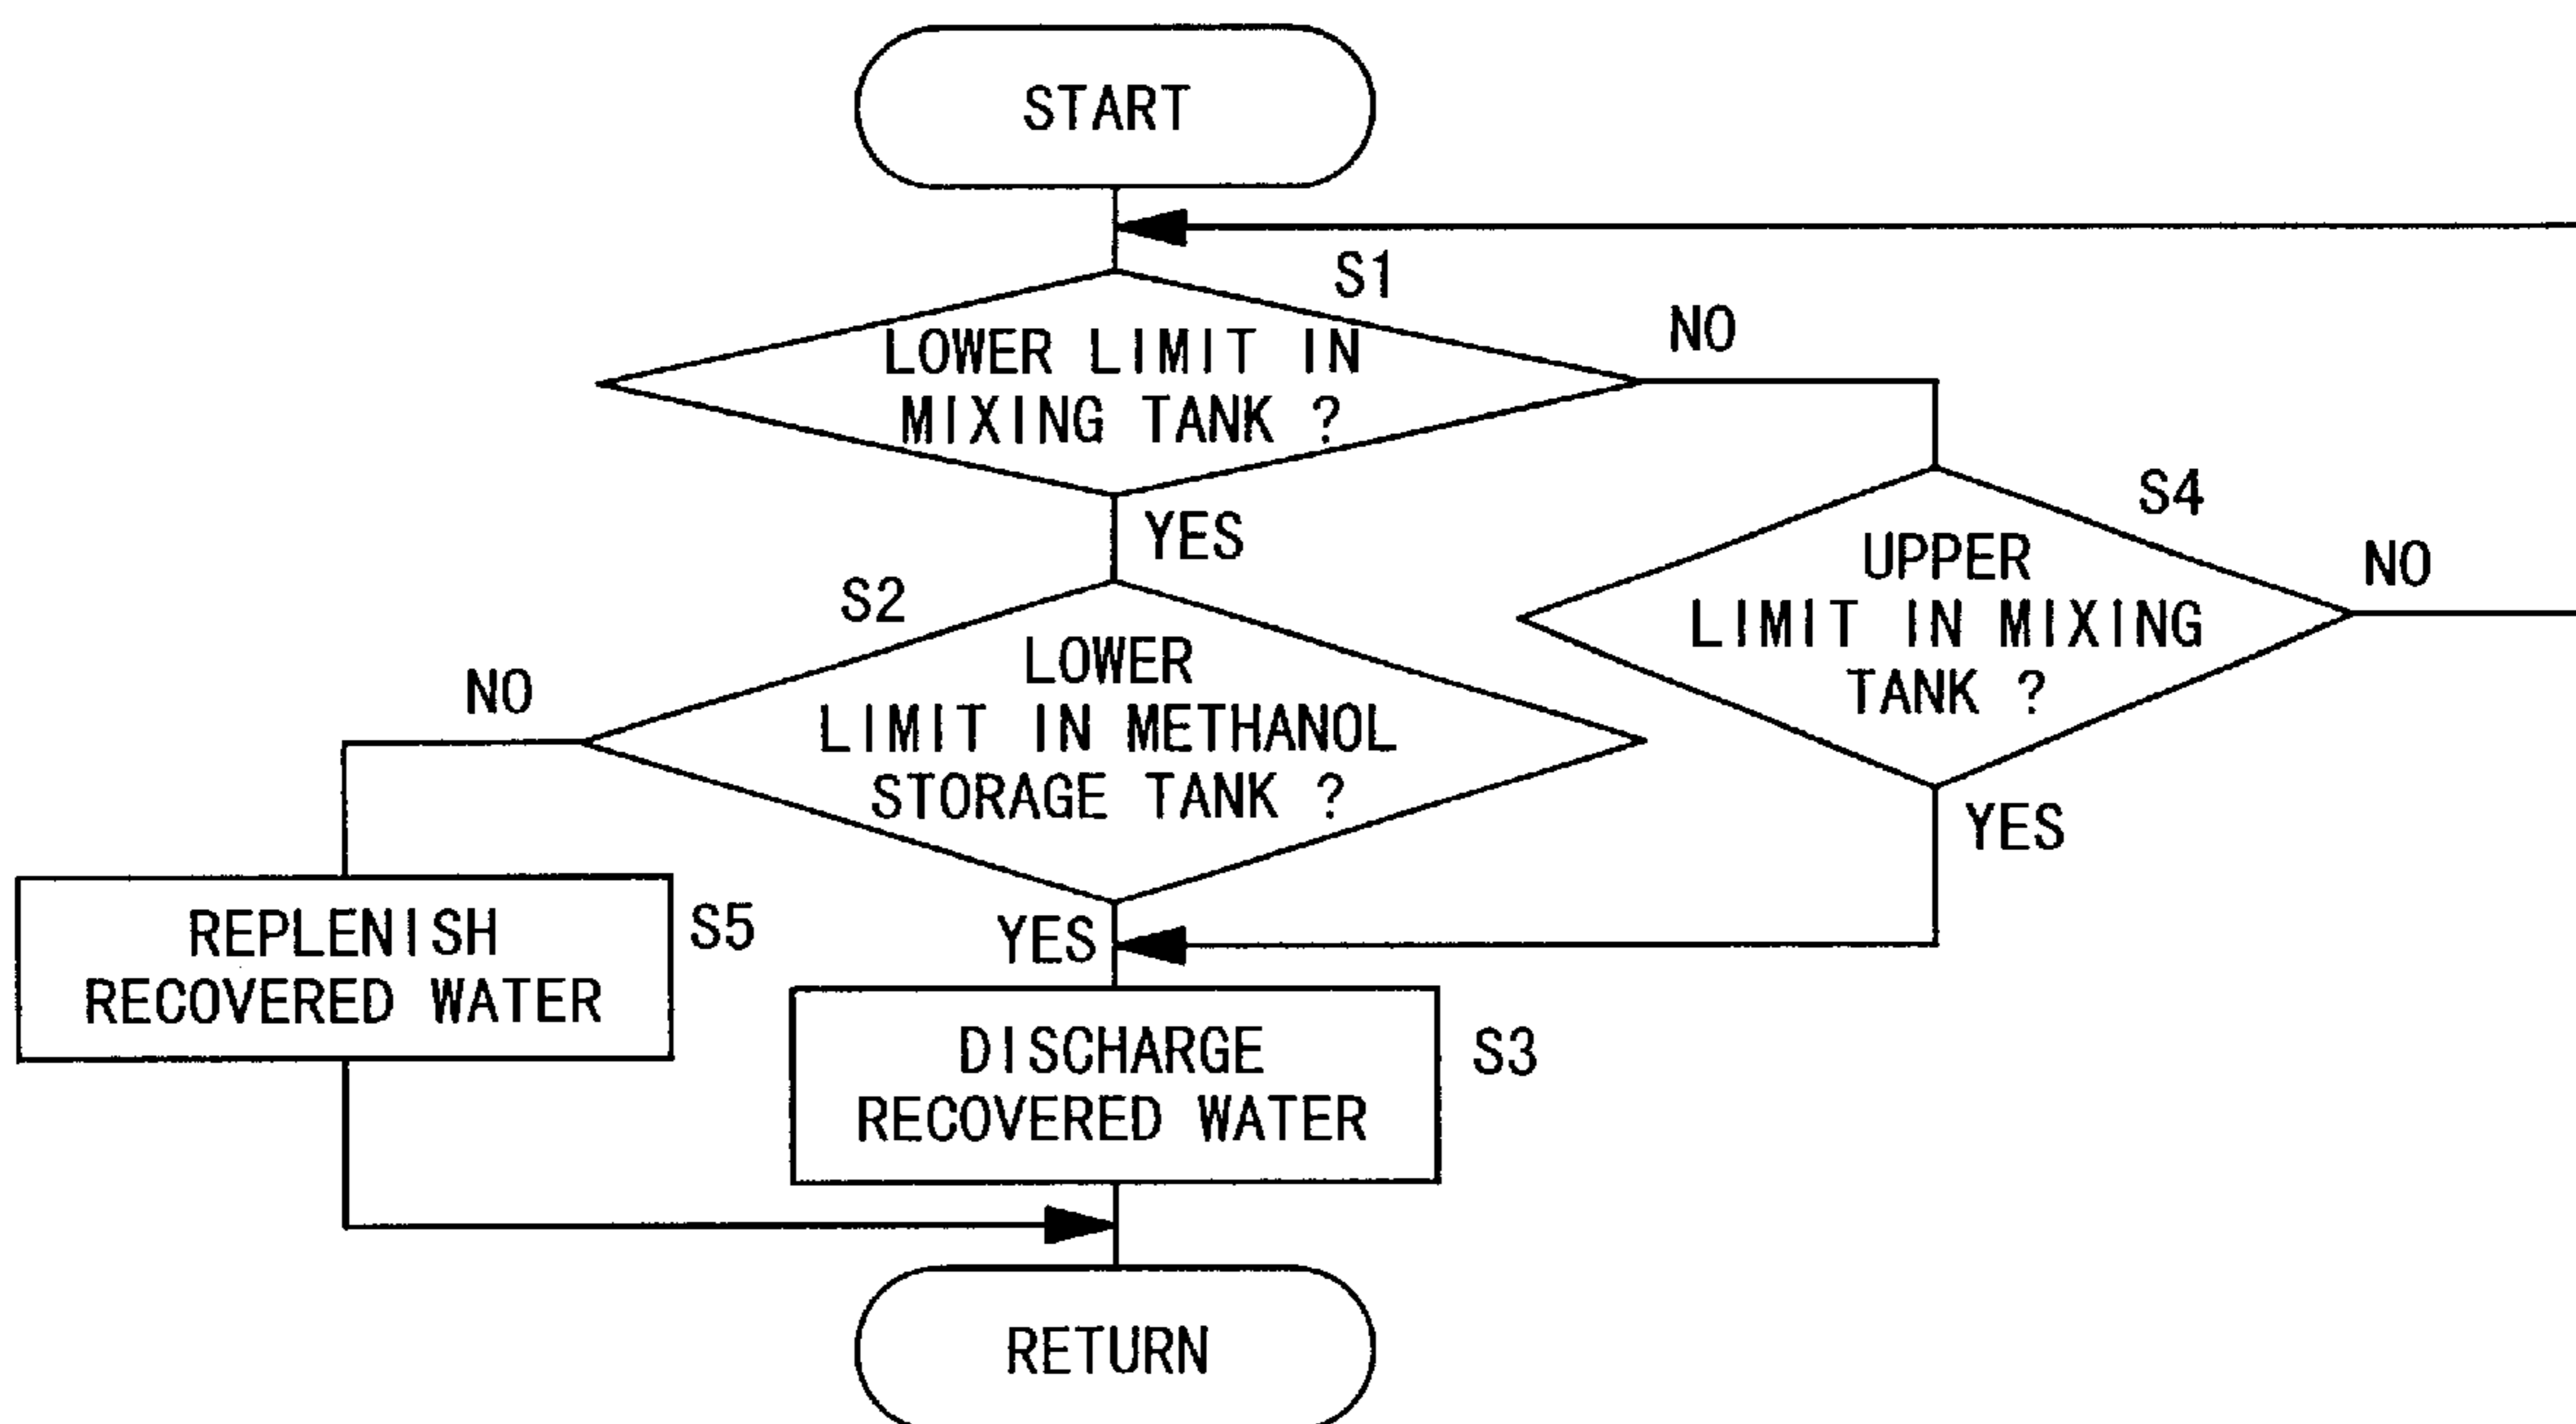 START
S1
LOWER LIMIT IN
MIXING TANK ?
NO
YES
S4
UPPER
LIMIT IN MIXING
TANK ?
NO
YES
S2
LOWER
LIMIT IN METHANOL
STORAGE TANK ?
NO
YES
REPLENISH
RECOVERED WATER
S5
DISCHARGE
RECOVERED WATER
S3
RETURN